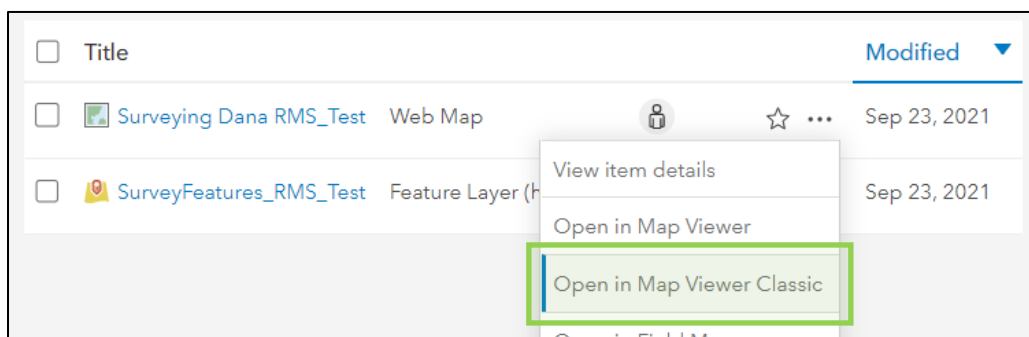 Title Modified
Surveying Dana RMS_Test Web Map Sep 23, 2021
View item details
SurveyFeatures_RMS_Test Feature Layer (h Sep 23, 2021
Open in Map Viewer
Open in Map Viewer Classic